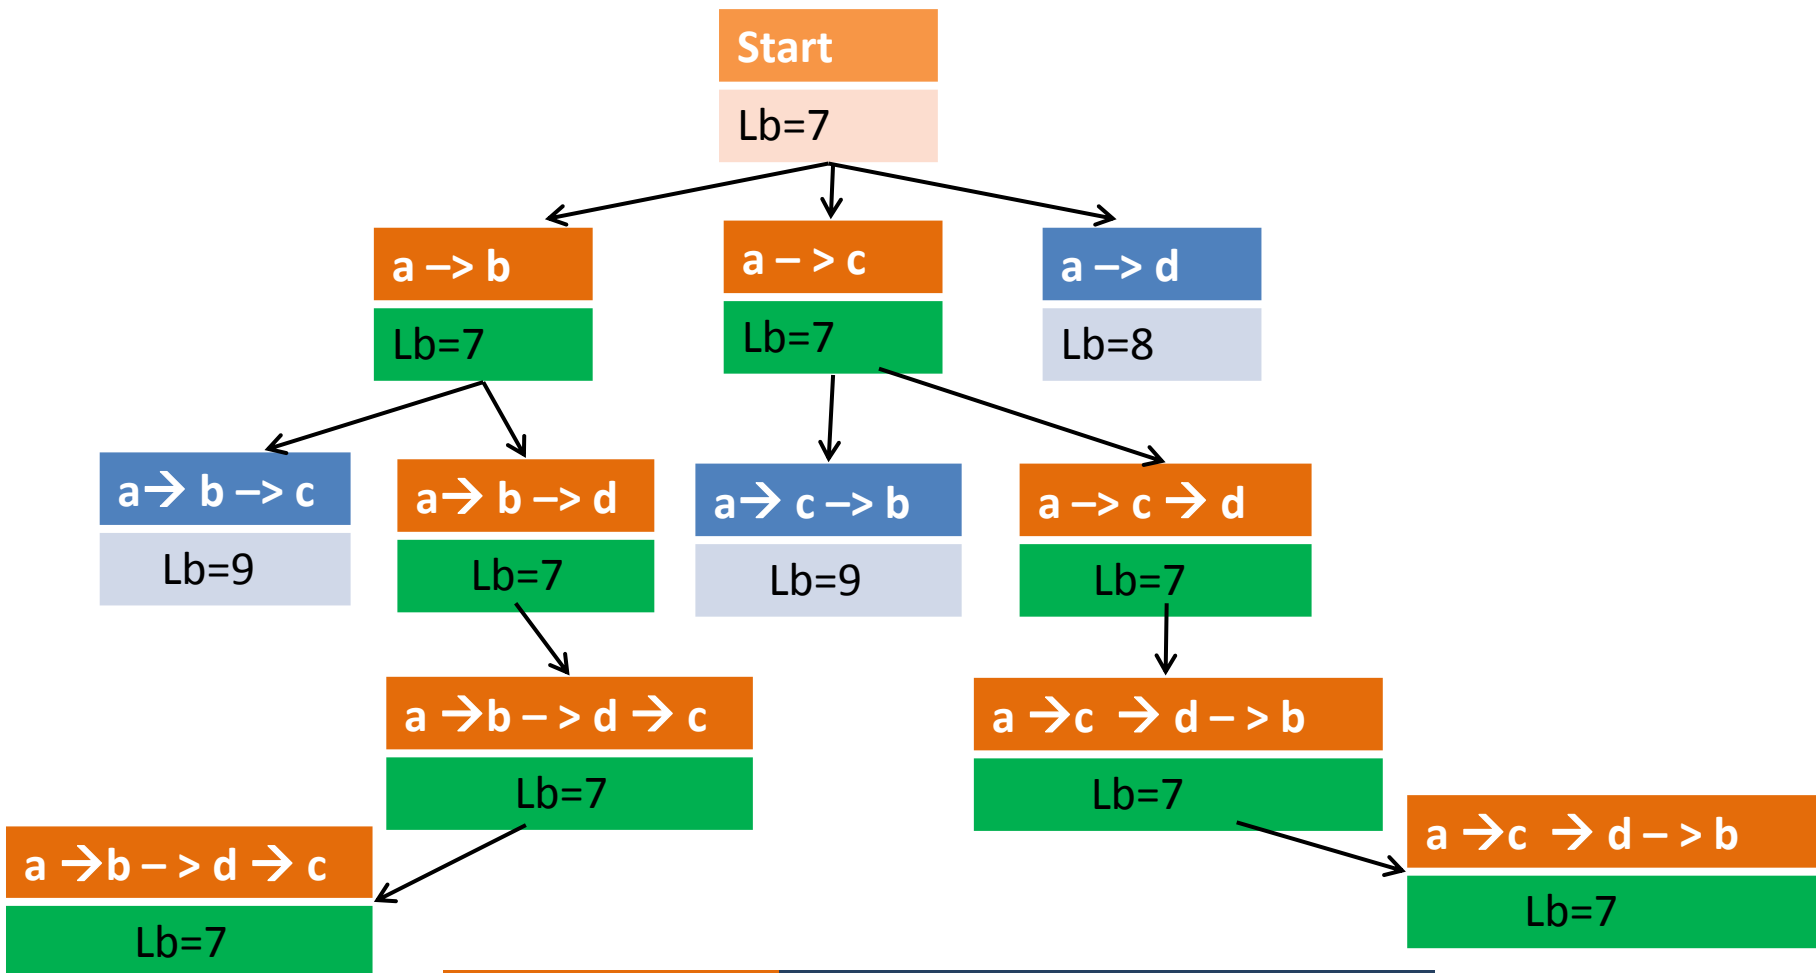 Start
Lb=7
a –> b
Lb=7
a – > c
Lb=7
a –> d
Lb=8
a→ b –> c
Lb=9
a→ b –> d
Lb=7
a→ c –> b
Lb=9
a –> c → d
Lb=7
a →b – > d → c
Lb=7
a →c → d – > b
Lb=7
a →b – > d → c
Lb=7
a →c → d – > b
Lb=7